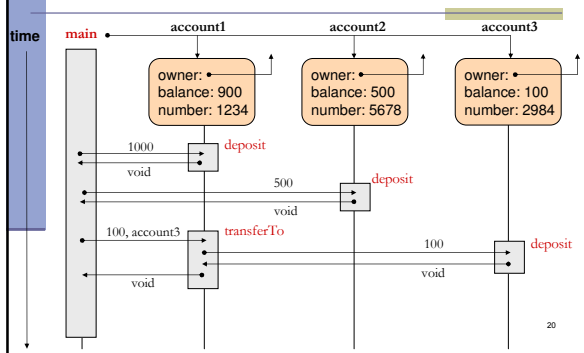 account1 account2 account3
time main
owner: owner: owner:
balance: 900 balance: 500 balance: 100
number: 1234 number: 5678 number: 2984
1000 deposit
void
500 deposit
void
100, account3 transferTo
100 deposit
void
void
20